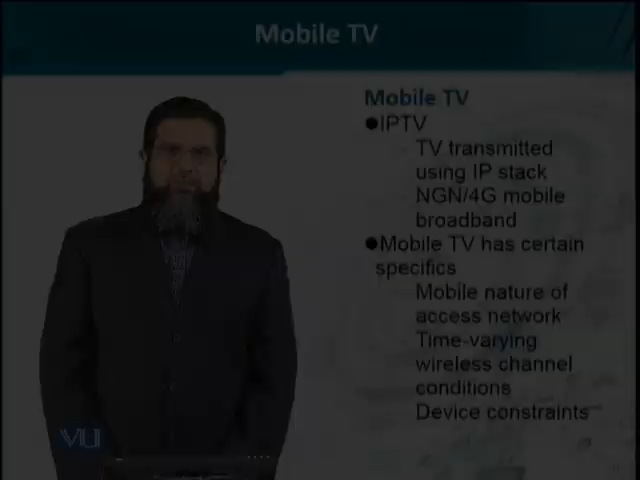 Mobile TV
Mobile TV
●IPTV
TV transmitted
using IP stack
NGN/4G mobile
broadband
●Mobile TV has certain
specifics
Mobile nature of
access network
Time-varying
wireless channel
conditions
Device constraints
VU